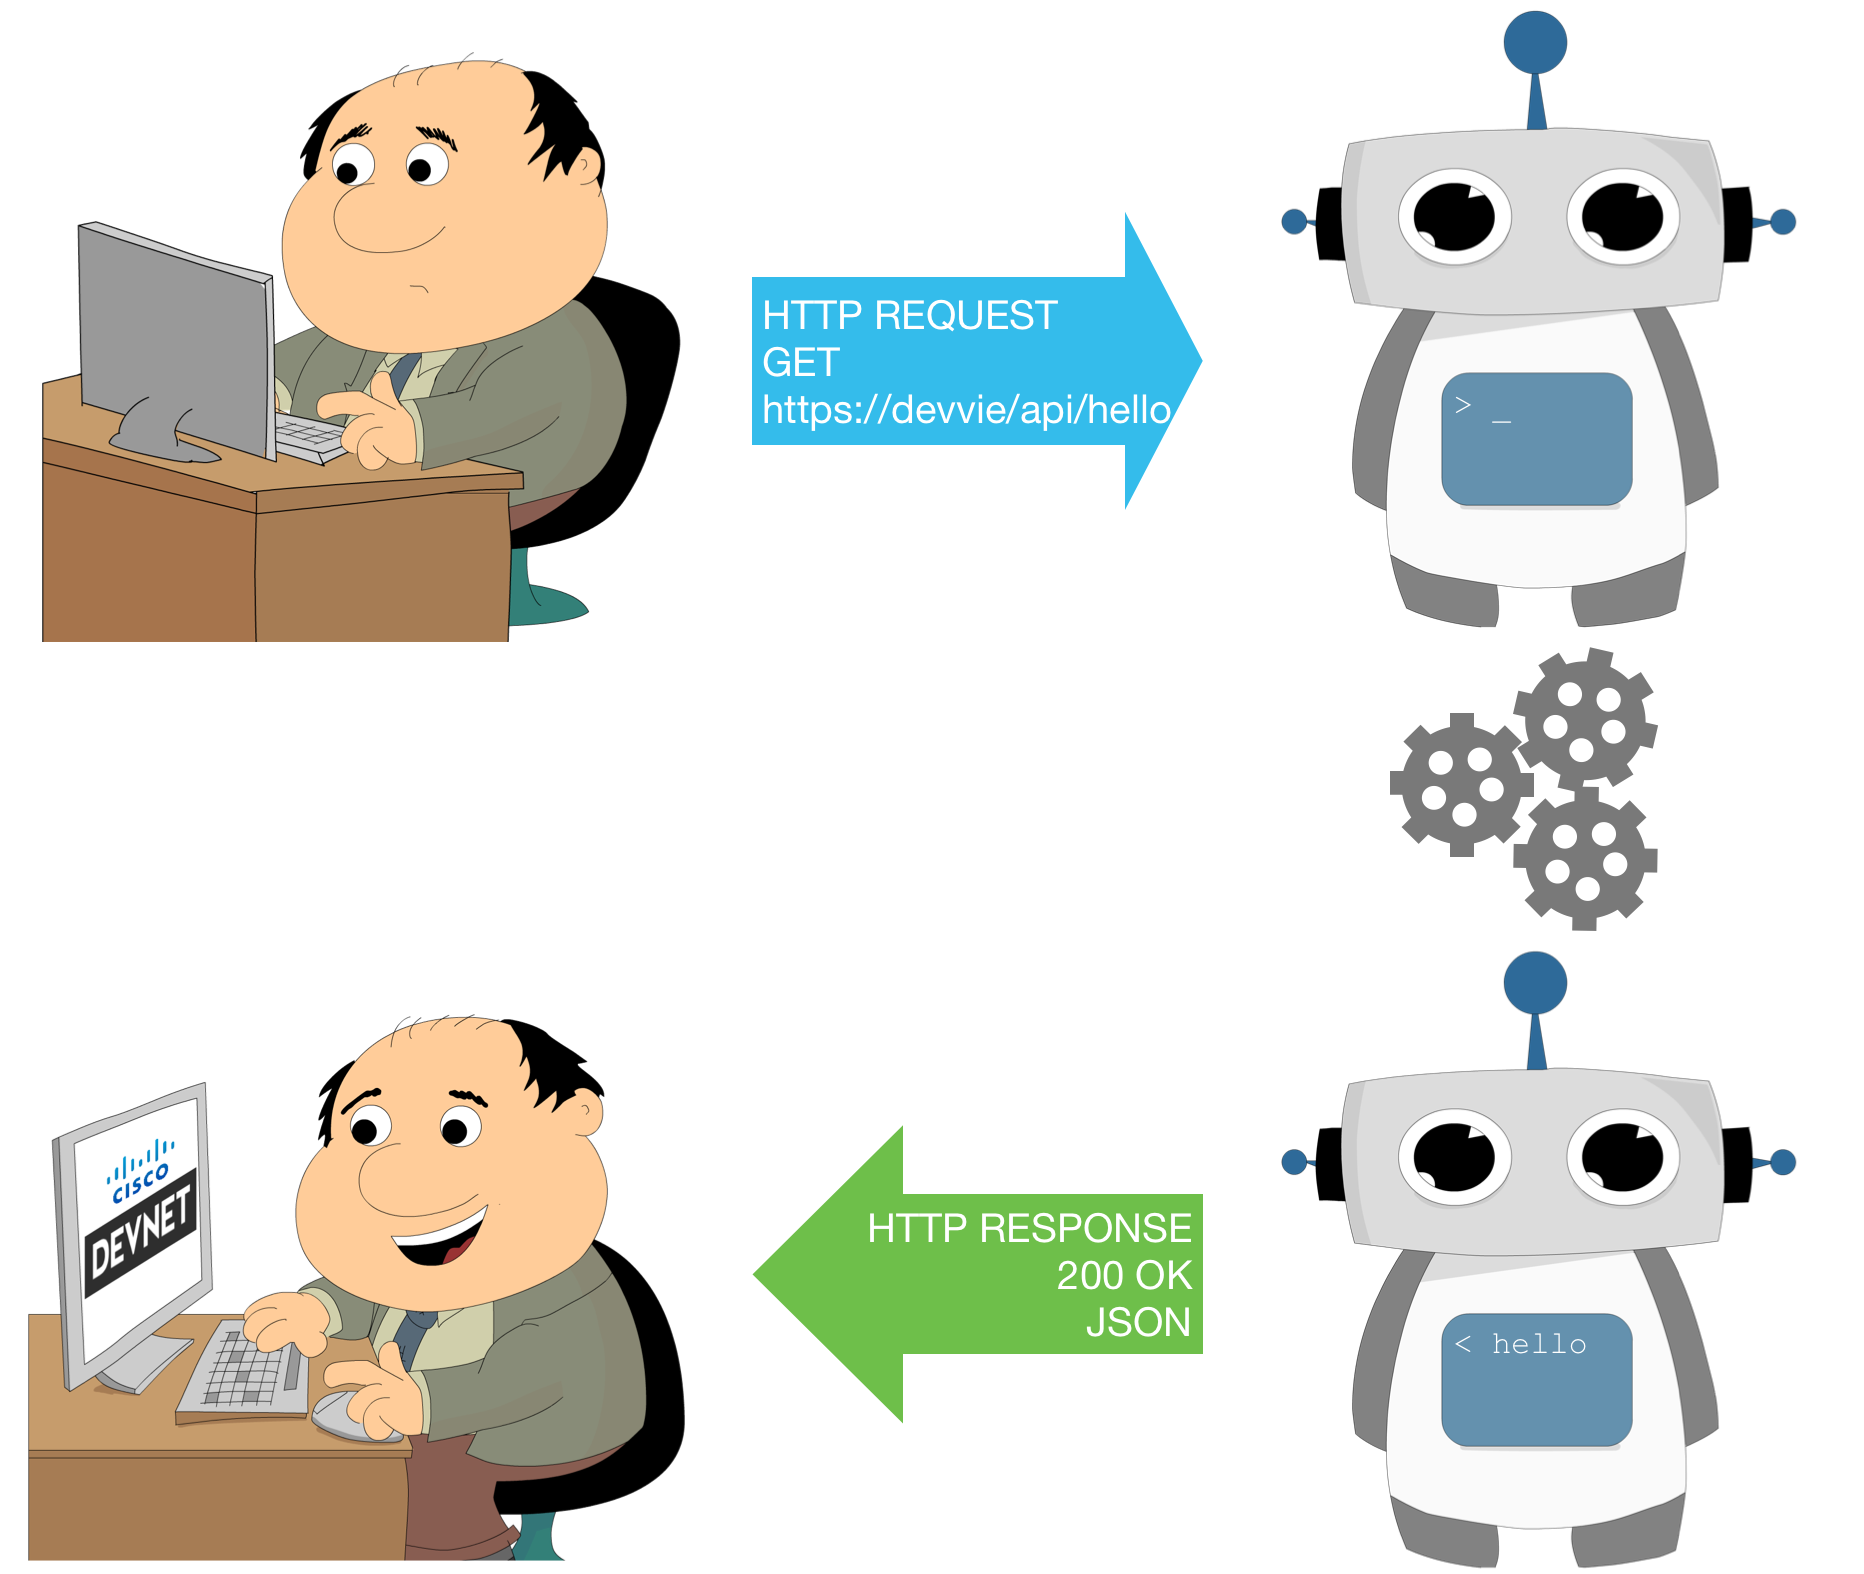 HTTP REQUEST
GET
https://devvie/api/hello
> _
CISCO
DEVNET
HTTP RESPONSE
200 OK
JSON
< hello